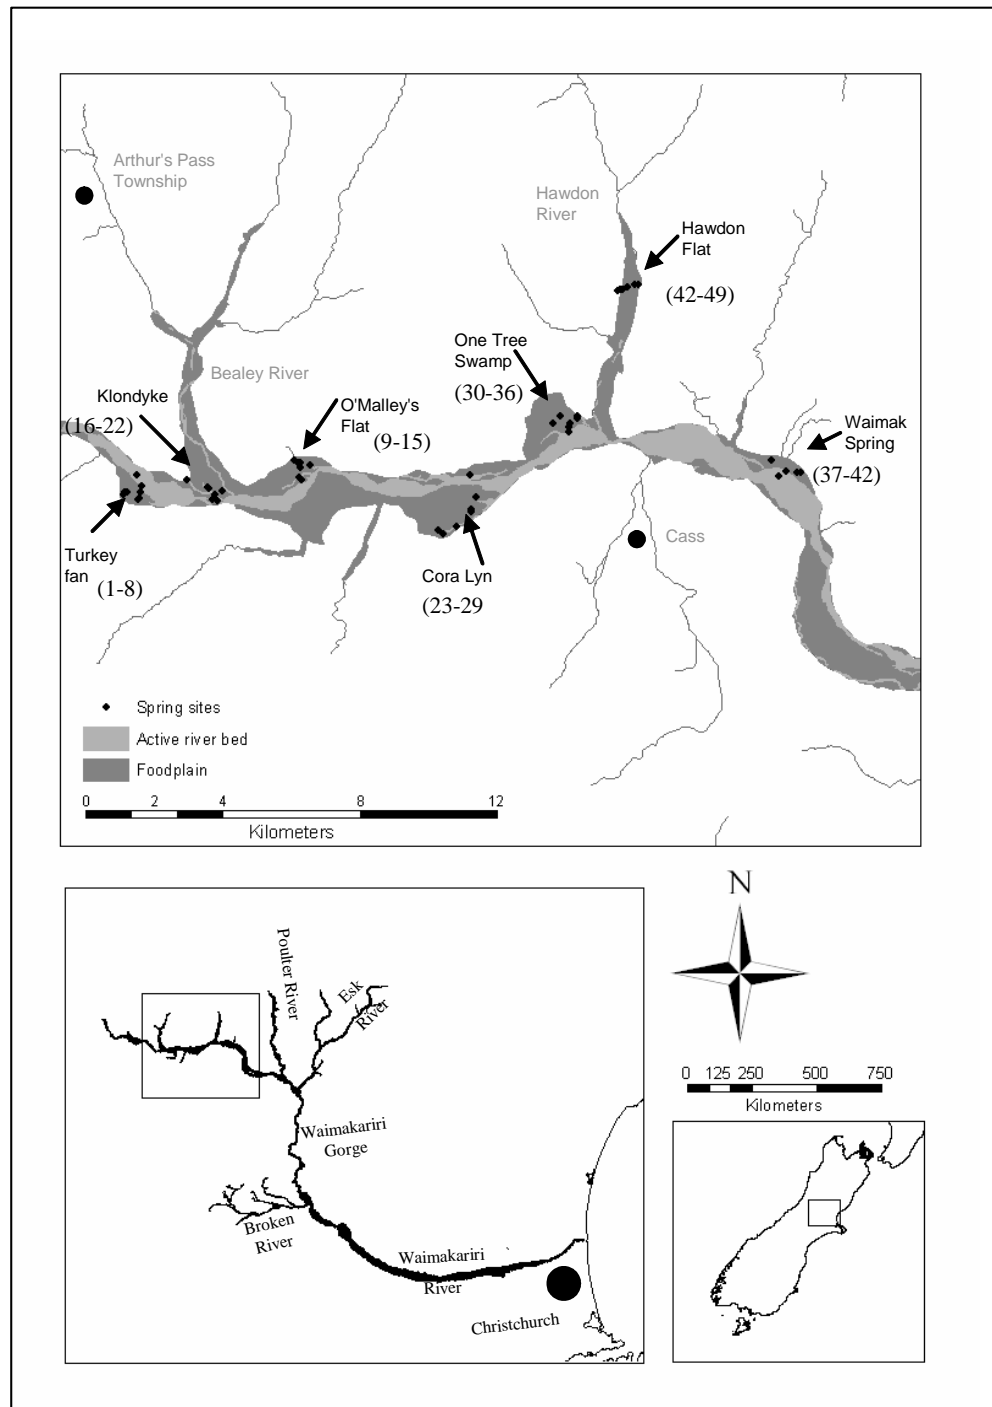 Arthur's Pass
Township
Hawdon
River
Hawdon
Flat
(42-49)
One Tree
Swamp
(30-36)
Bealey River
Klondyke
(16-22)
O'Malley's
Flat
(9-15)
Waimak
Spring
(37-42)
Turkey
fan
(1-8)
Cora Lyn
(23-29
Cass
Spring sites
Active river bed
Foodplain
0 2 4 8 12
Kilometers
N
Poulter River
Esk
River
Waimakariri
Gorge
Broken
River
Waimakariri
River
Christchurch
0 125 250 500 750
Kilometers